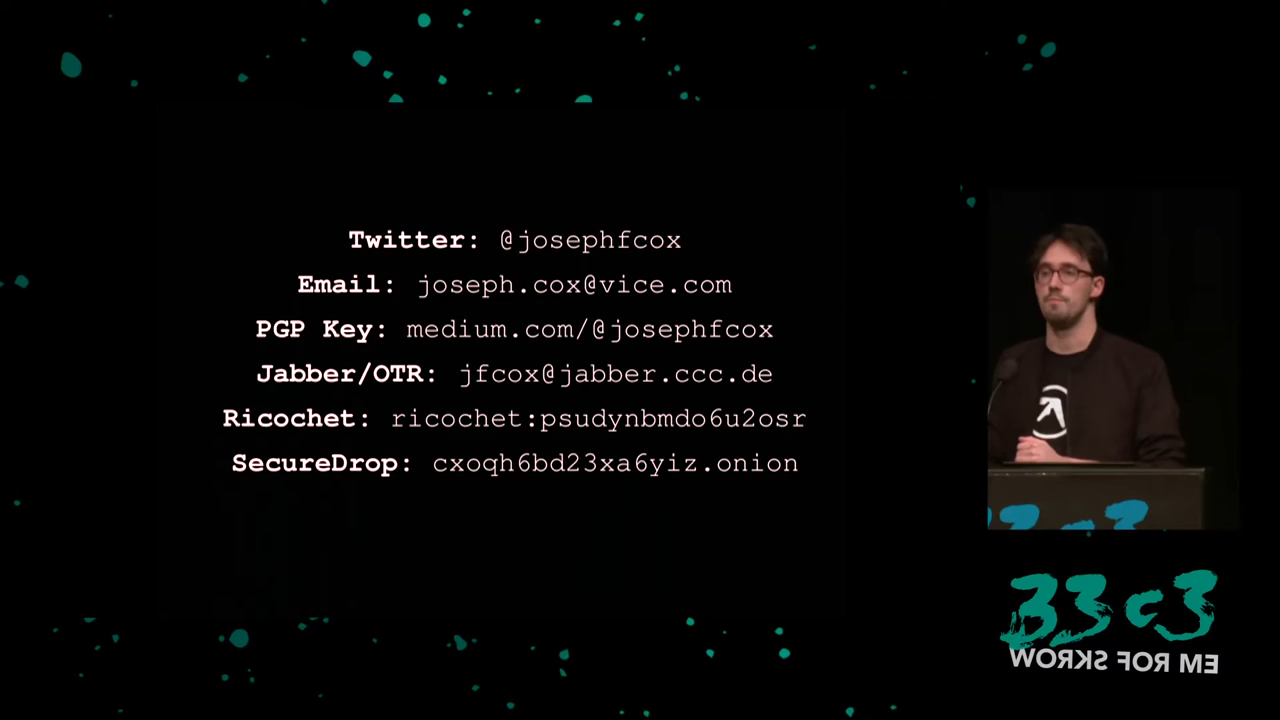 Twitter: @josephfcox
Email: joseph.cox@vice.com
PGP Key: medium.com/@josephfcox
Jabber/OTR: jfcox@jabber.ccc.de
Ricochet: ricochet:psudynbmdo6u2osr
SecureDrop: cxoqh6bd23xa6yiz.onion
33c3
WORKS FOR ME